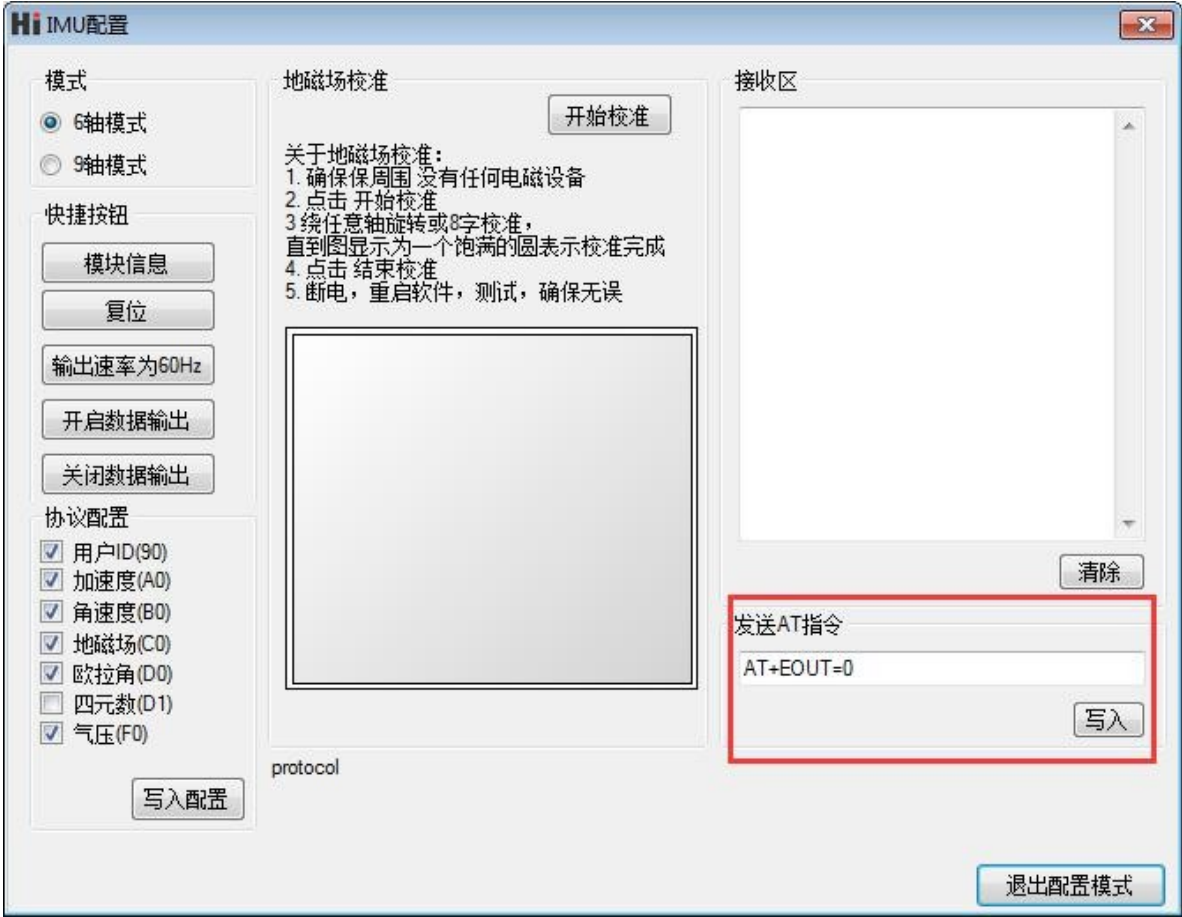 Hi IMU配置
模式
6轴模式
9轴模式
快捷按钮
模块信息
复位
输出速率为60Hz
开启数据输出
关闭数据输出
协议配置
用户ID(90)
加速度(A0)
角速度(B0)
地磁场(C0)
欧拉角(D0)
四元数(D1)
气压(F0)
写入配置
地磁场校准
开始校准
关于地磁场校准：
1. 确保保周围 没有任何电磁设备
2. 点击 开始校准
3 绕任意轴旋转或8字校准，
直到图显示为一个饱满的圆表示校准完成
4. 点击 结束校准
5. 断电，重启软件，测试，确保无误
protocol
接收区
清除
发送AT指令
AT+EOUT=0
写入
退出配置模式